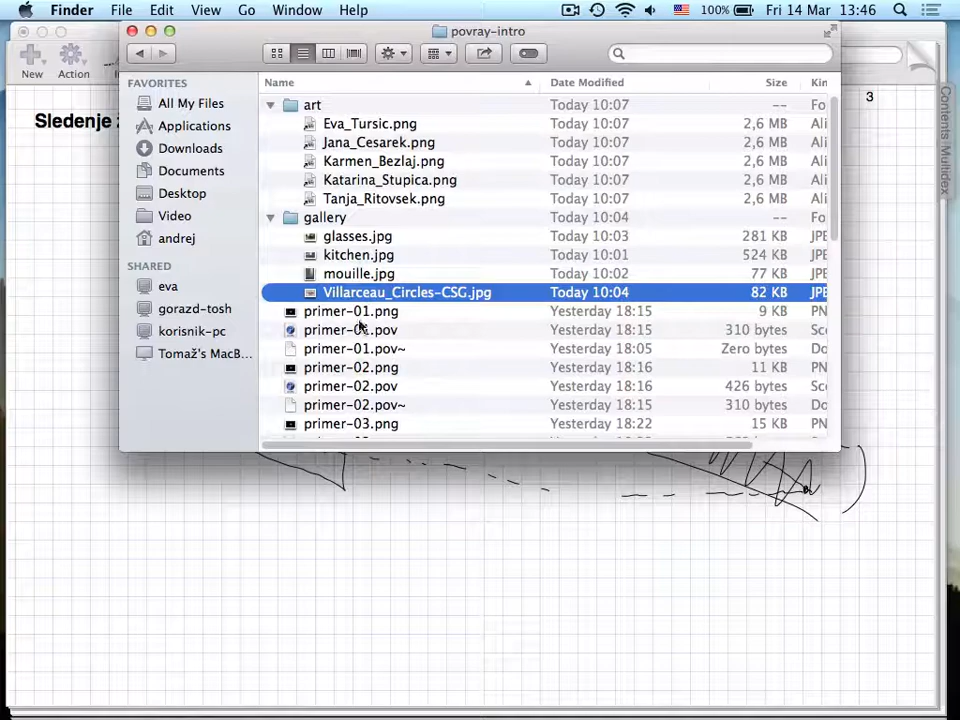 Finder File Edit View Go Window Help 100% Fri 14 Mar 13:46
povray-intro
New Action
Name Date Modified Size Kin
FAVORITES
All My Files
Applications
Downloads
Documents
Desktop
Video
andrej
SHARED
eva
gorazd-tosh
korisnik-pc
Tomaž's MacB...
art Today 10:07 -- Fo
Eva_Tursic.png Today 10:07 2,6 MB Ali
Jana_Cesarek.png Today 10:07 2,6 MB Ali
Karmen_Bezlaj.png Today 10:07 2,6 MB Ali
Katarina_Stupica.png Today 10:07 2,6 MB Ali
Tanja_Ritovsek.png Today 10:07 2,6 MB Ali
gallery Today 10:04 -- Fo
glasses.jpg Today 10:03 281 KB JPE
kitchen.jpg Today 10:01 524 KB JPE
mouille.jpg Today 10:02 77 KB JPE
Villarceau_Circles-CSG.jpg Today 10:04 82 KB JPE
primer-01.png Yesterday 18:15 9 KB PN
primer-01.pov Yesterday 18:15 310 bytes Sc
primer-01.pov~ Yesterday 18:05 Zero bytes Do
primer-02.png Yesterday 18:16 11 KB PN
primer-02.pov Yesterday 18:16 426 bytes Sc
primer-02.pov~ Yesterday 18:16 310 bytes Do
primer-03.png Yesterday 18:22 15 KB PN
Sledenje
3
Contents
Multidex